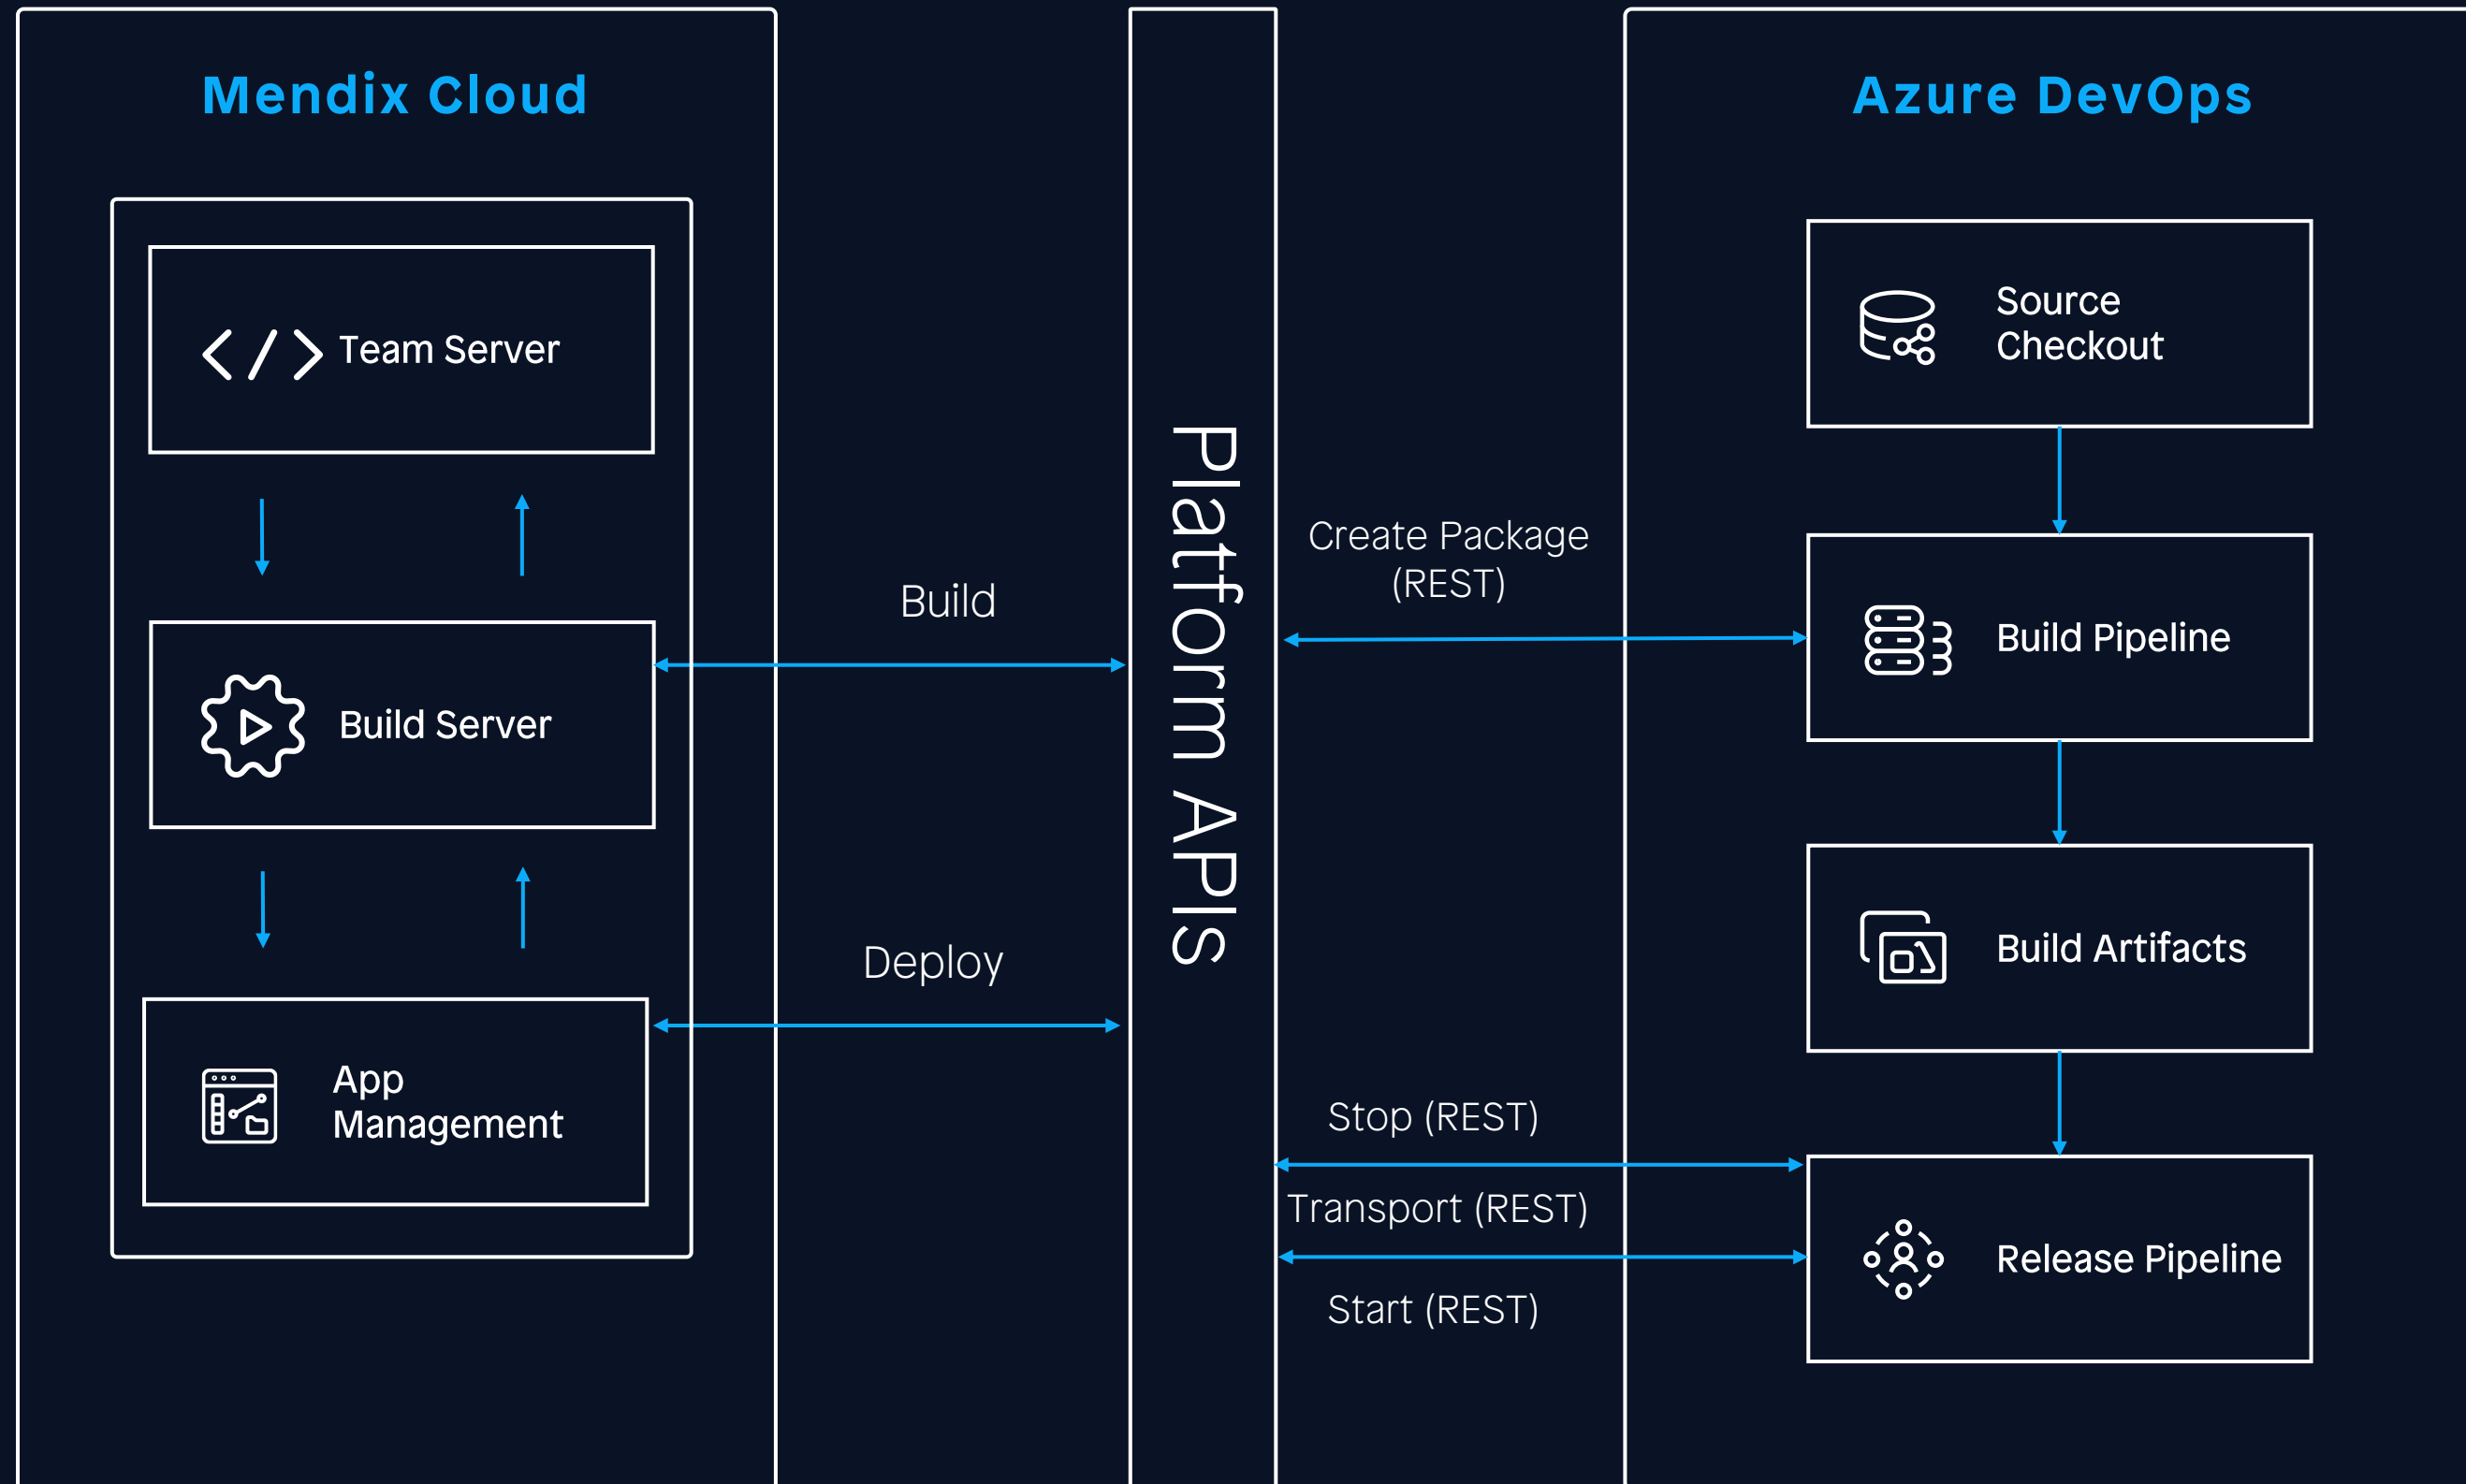 Mendix Cloud
Team Server
Build Server
App
Management
Build
Deploy
Platform APIs
Create Package
(REST)
Stop (REST)
Transport (REST)
Start (REST)
Azure DevOps
Source
Checkout
Build Pipeline
Build Artifacts
Release Pipeline